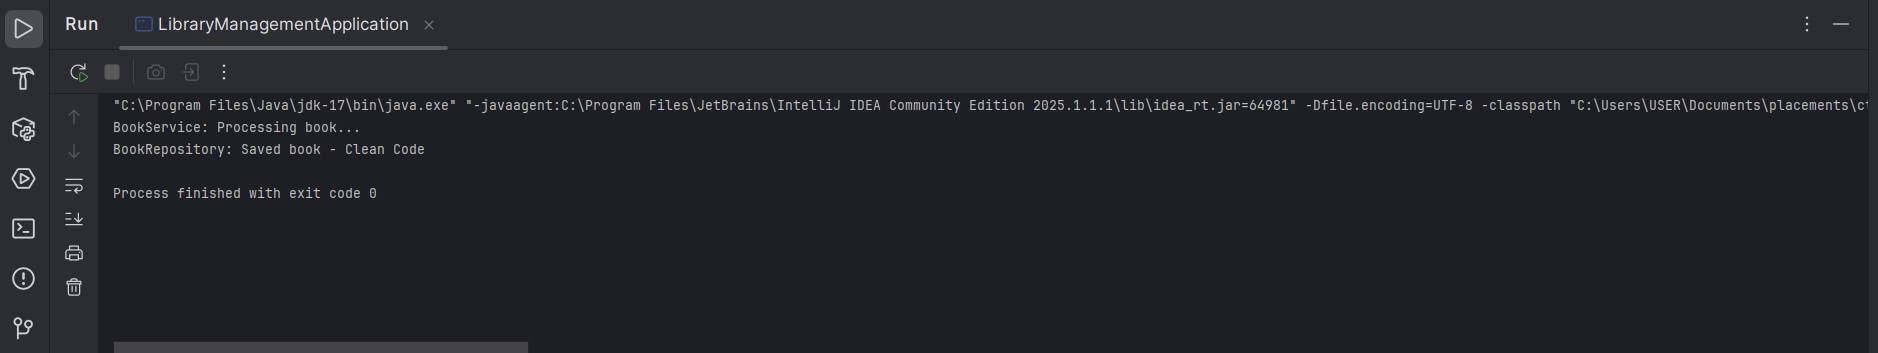 Run
LibraryManagementApplication
"C:\Program Files\Java\jdk-17\bin\java.exe" "-javaagent:C:\Program Files\JetBrains\IntelliJ IDEA Community Edition 2025.1.1.1\lib\idea_rt.jar=64981" -Dfile.encoding=UTF-8 -classpath "C:\Users\USER\Documents\placements\
BookService: Processing book...
BookRepository: Saved book - Clean Code
Process finished with exit code 0